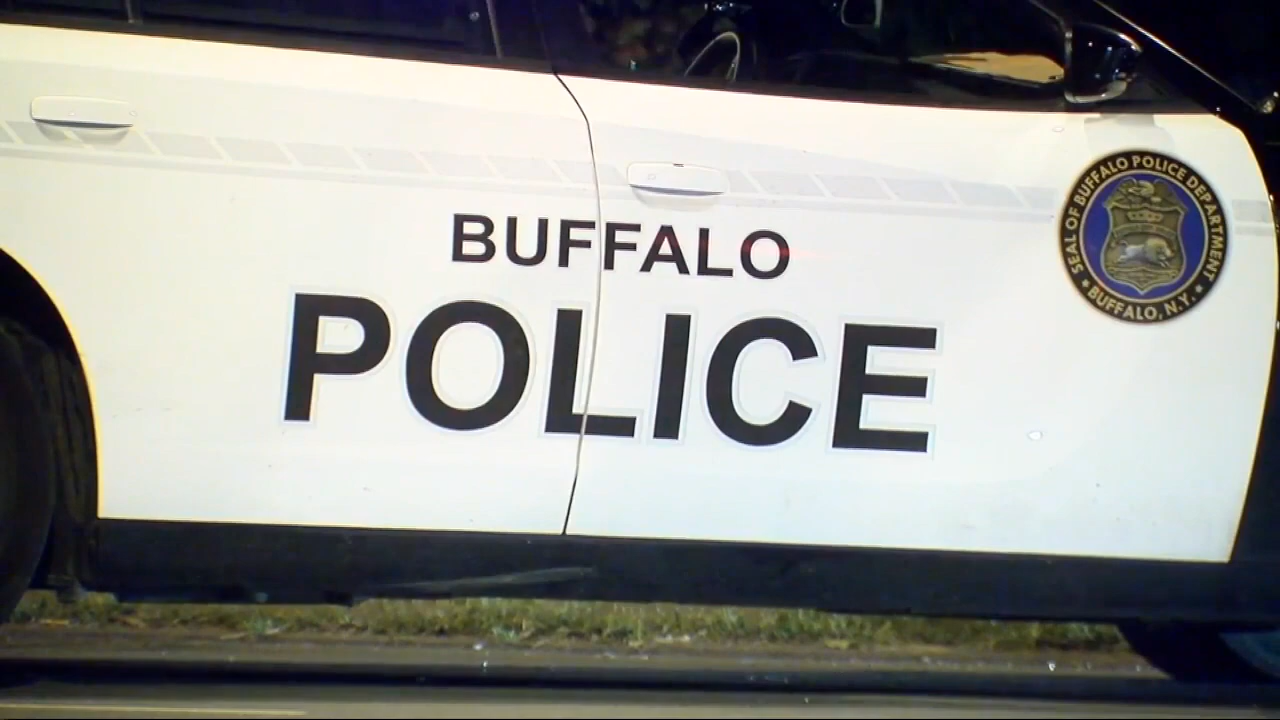 BUFFALO
POLICE
SEAL OF BUFFALO POLICE DEPARTMENT
BUFFALO, N.Y.